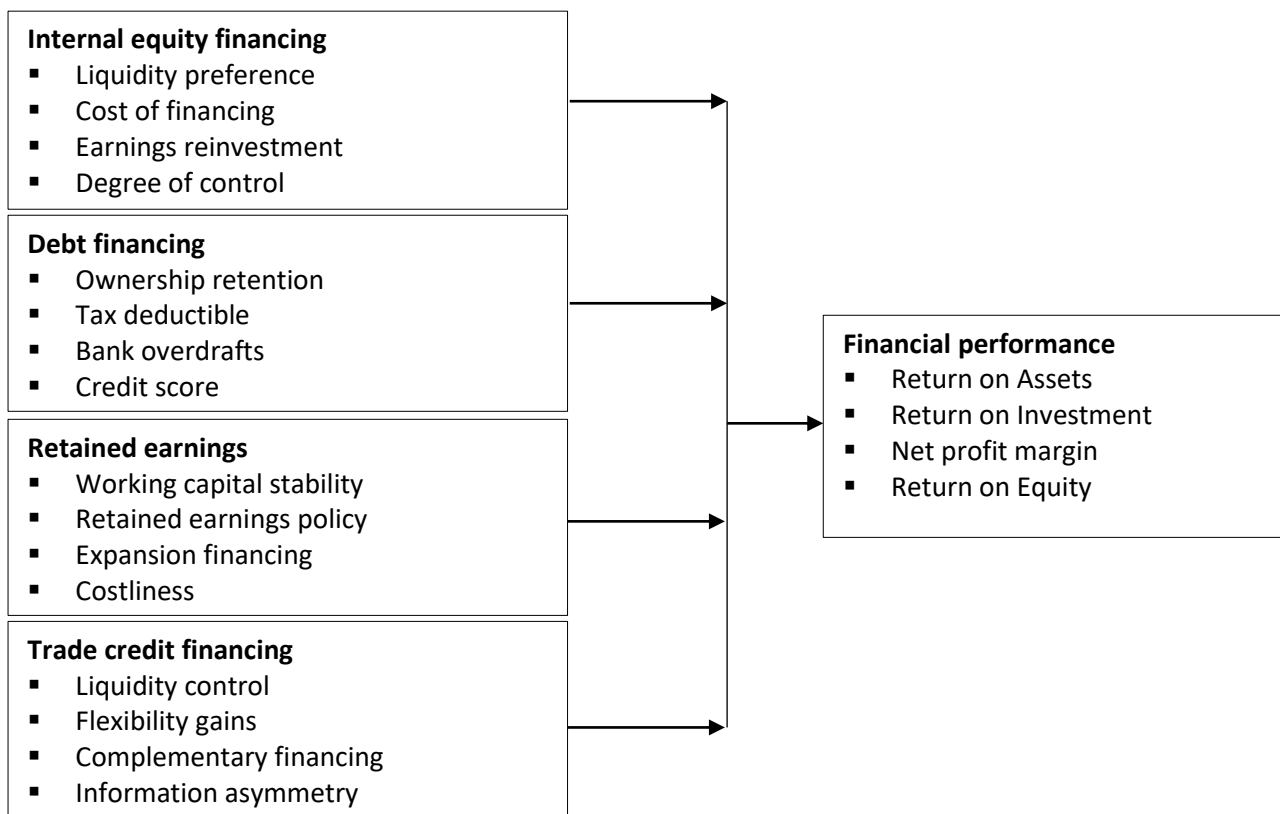 Internal equity financing
▪ Liquidity preference
▪ Cost of financing
▪ Earnings reinvestment
▪ Degree of control
Debt financing
▪ Ownership retention
▪ Tax deductible
▪ Bank overdrafts
▪ Credit score
Retained earnings
▪ Working capital stability
▪ Retained earnings policy
▪ Expansion financing
▪ Costliness
Trade credit financing
▪ Liquidity control
▪ Flexibility gains
▪ Complementary financing
▪ Information asymmetry
Financial performance
▪ Return on Assets
▪ Return on Investment
▪ Net profit margin
▪ Return on Equity